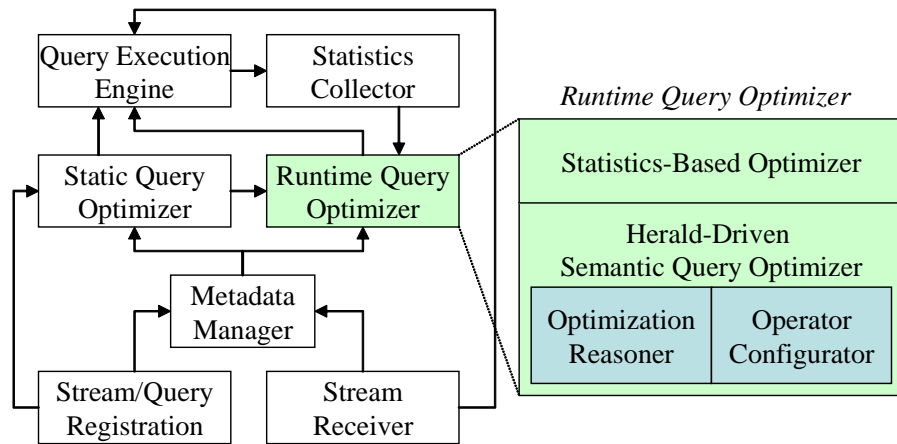 Query Execution
Engine
Statistics
Collector
Runtime Query Optimizer
Static Query
Optimizer
Runtime Query
Optimizer
Statistics-Based Optimizer
Herald-Driven
Semantic Query Optimizer
Metadata
Manager
Optimization
Reasoner
Operator
Configurator
Stream/Query
Registration
Stream
Receiver